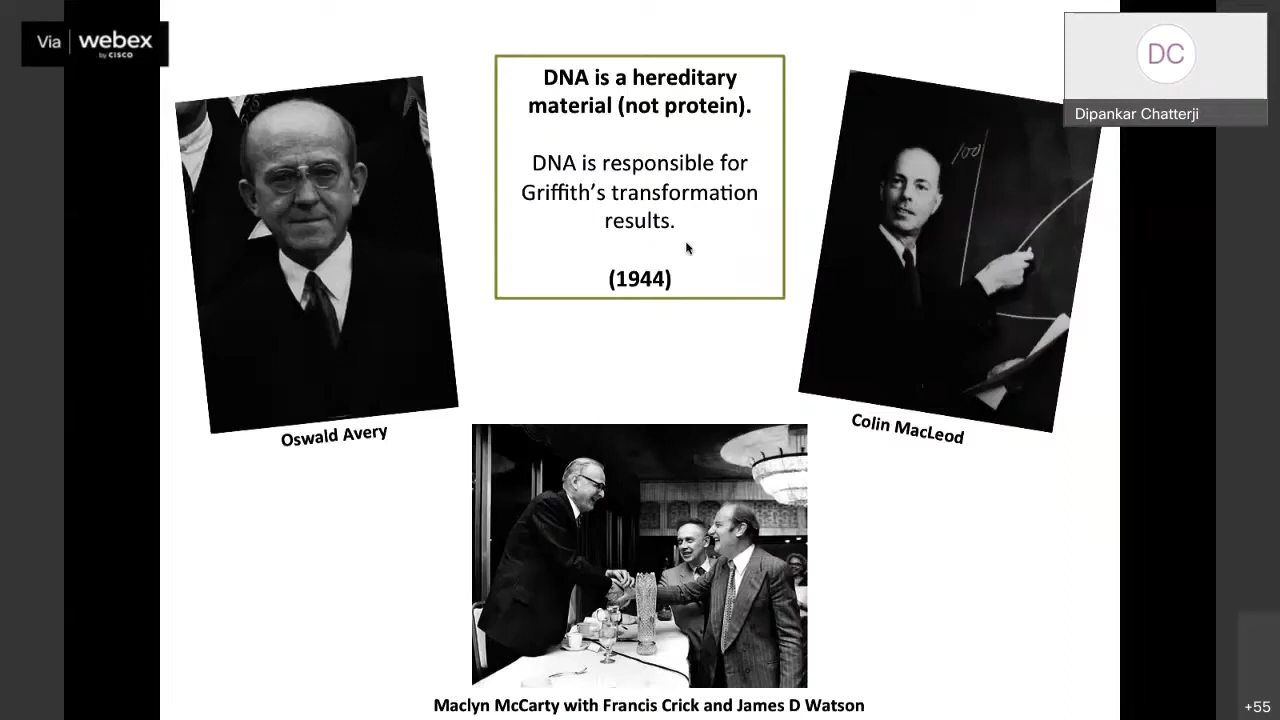 Via webex
by CISCO
DC
Dipankar Chatterji
DNA is a hereditary
material (not protein).
DNA is responsible for
Griffith's transformation
results.
(1944)
100
Oswald Avery
Colin MacLeod
Maclyn McCarty with Francis Crick and James D Watson
+55